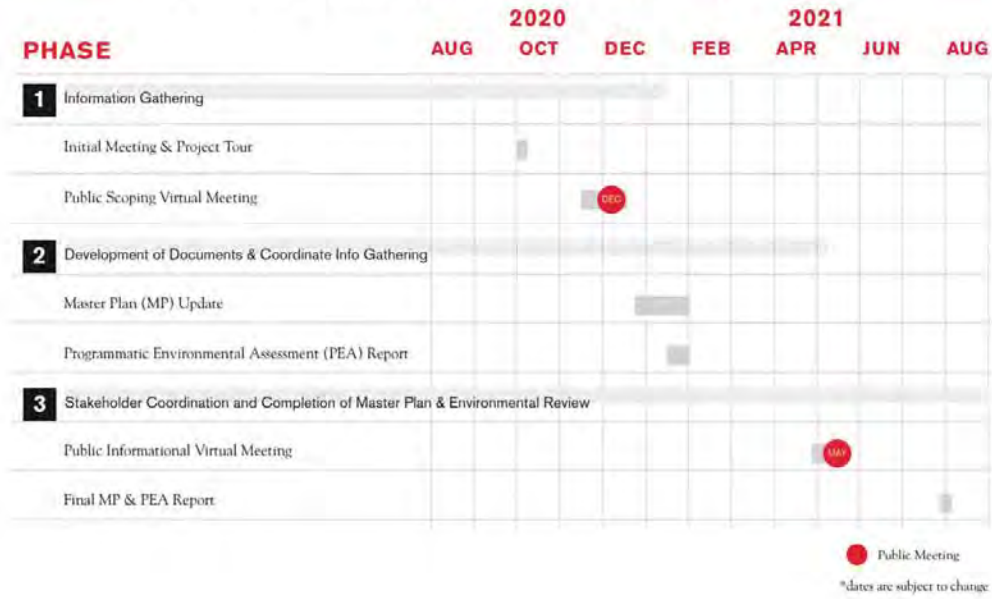 2020 2021
PHASE AUG OCT DEC FEB APR JUN AUG
1 Information Gathering
Initial Meeting & Project Tour
Public Scoping Virtual Meeting DEC
2 Development of Documents & Coordinate Info Gathering
Master Plan (MP) Update
Programmatic Environmental Assessment (PEA) Report
3 Stakeholder Coordination and Completion of Master Plan & Environmental Review
Public Informational Virtual Meeting MAY
Final MP & PEA Report
Public Meeting
*dates are subject to change